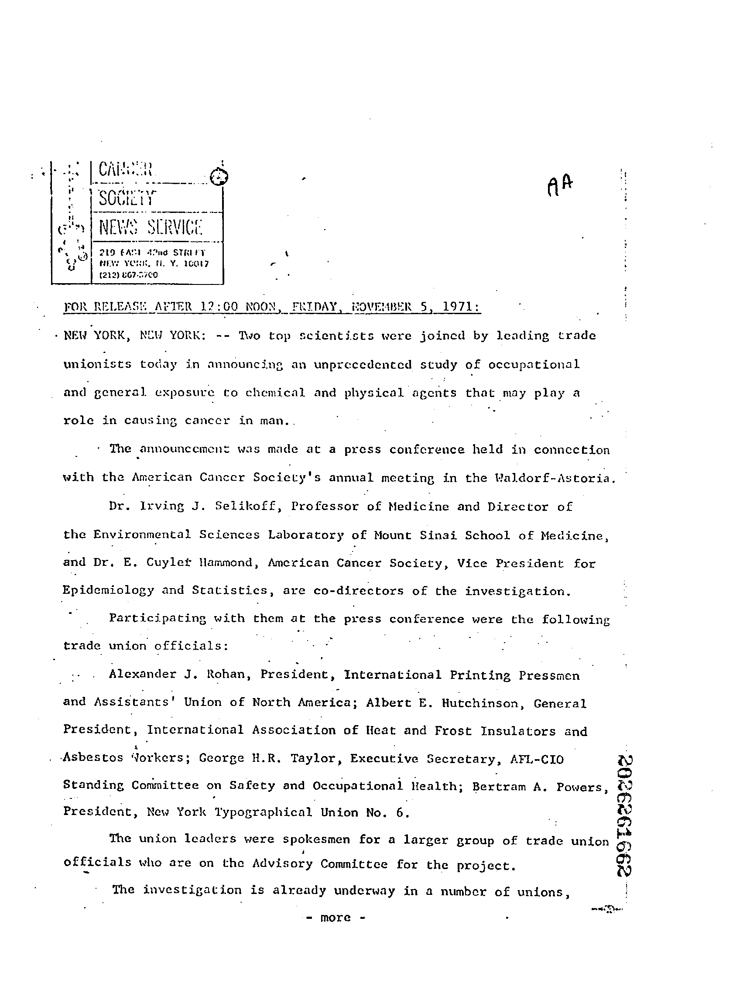 CANCER
SOCIETY
NEWS SERVICE
219 EAST 42nd STREET
NEW YORK, N. Y. 10017
(212) 867-3700
AA
FOR RELEASE AFTER 12:00 NOON, FRIDAY, NOVEMBER 5, 1971:
NEW YORK, NEW YORK: -- Two top scientists were joined by leading trade
unionists today in announcing an unprecedented study of occupational
and general exposure to chemical and physical agents that may play a
role in causing cancer in man.
The announcement was made at a press conference held in connection
with the American Cancer Society's annual meeting in the Waldorf-Astoria.
Dr. Irving J. Selikoff, Professor of Medicine and Director of
the Environmental Sciences Laboratory of Mount Sinai School of Medicine,
and Dr. E. Cuyler Hammond, American Cancer Society, Vice President for
Epidemiology and Statistics, are co-directors of the investigation.
Participating with them at the press conference were the following
trade union officials:
Alexander J. Rohan, President, International Printing Pressmen
and Assistants' Union of North America; Albert E. Hutchinson, General
President, International Association of Heat and Frost Insulators and
Asbestos Workers; George H.R. Taylor, Executive Secretary, AFL-CIO
Standing Committee on Safety and Occupational Health; Bertram A. Powers,
President, New York Typographical Union No. 6.
The union leaders were spokesmen for a larger group of trade union
officials who are on the Advisory Committee for the project.
The investigation is already underway in a number of unions,
- more -
2026261662